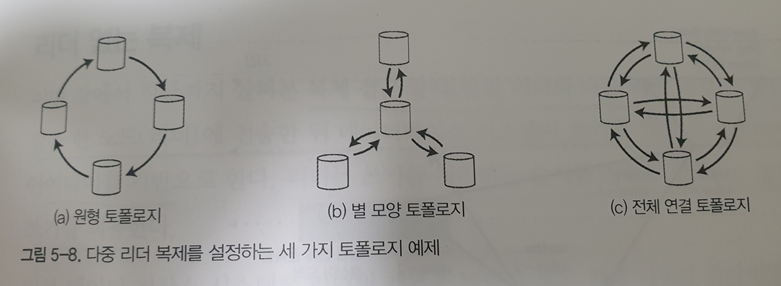 (a) 원형 토폴로지
(b) 별 모양 토폴로지
(c) 전체 연결 토폴로지
그림 5-8. 다중 리더 복제를 설정하는 세 가지 토폴로지 예제